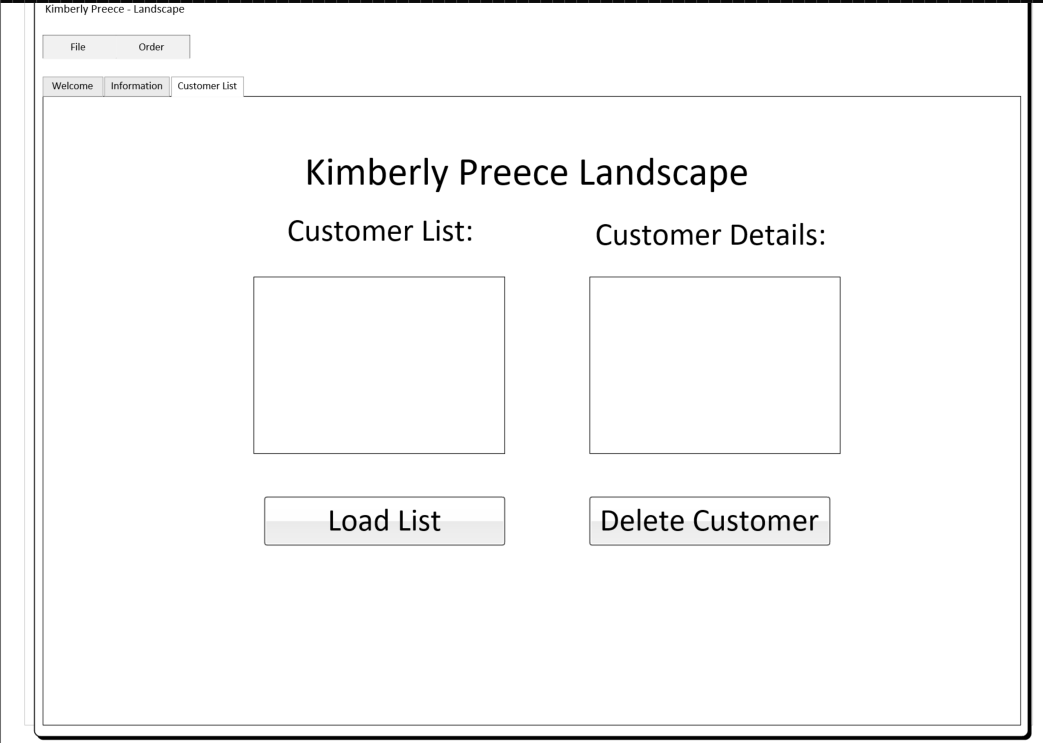 Kimberly Preece - Landscape
File Order
Welcome Information Customer List
Kimberly Preece Landscape
Customer List: Customer Details:
Load List Delete Customer